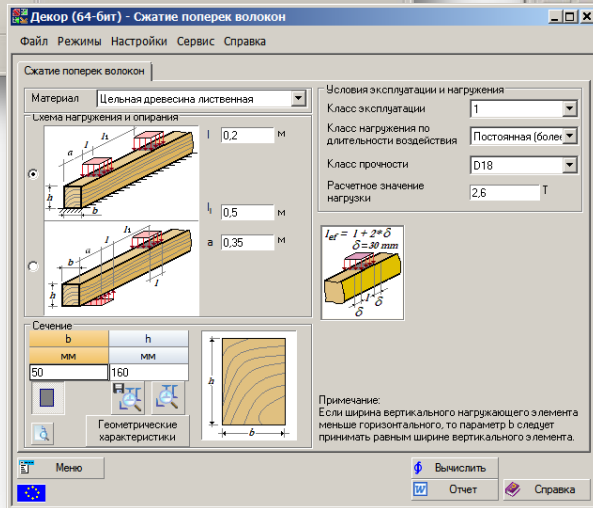 Декор (64-бит) - Сжатие поперек волокон
Файл Режимы Настройки Сервис Справка
Сжатие поперек волокон
Материал Цельная древесина лиственная
Схема нагружения и опирания
a l l₁
h b
l 0,2 м
l₁ 0,5 м
a 0,35 м
b a l l₁
h l
Условия эксплуатации и нагружения
Класс эксплуатации 1
Класс нагружения по
длительности воздействия Постоянная (более
Класс прочности D18
Расчетное значение
нагрузки 2,6 Т
lef = l + 2*δ
δ=30 mm
δ l δ
Сечение
b h
мм мм
50 160
Геометрические
характеристики
h
b
Примечание:
Если ширина вертикального нагружающего элемента
меньше горизонтального, то параметр b следует
принимать равным ширине вертикального элемента.
Меню
Вычислить
Отчет
Справка